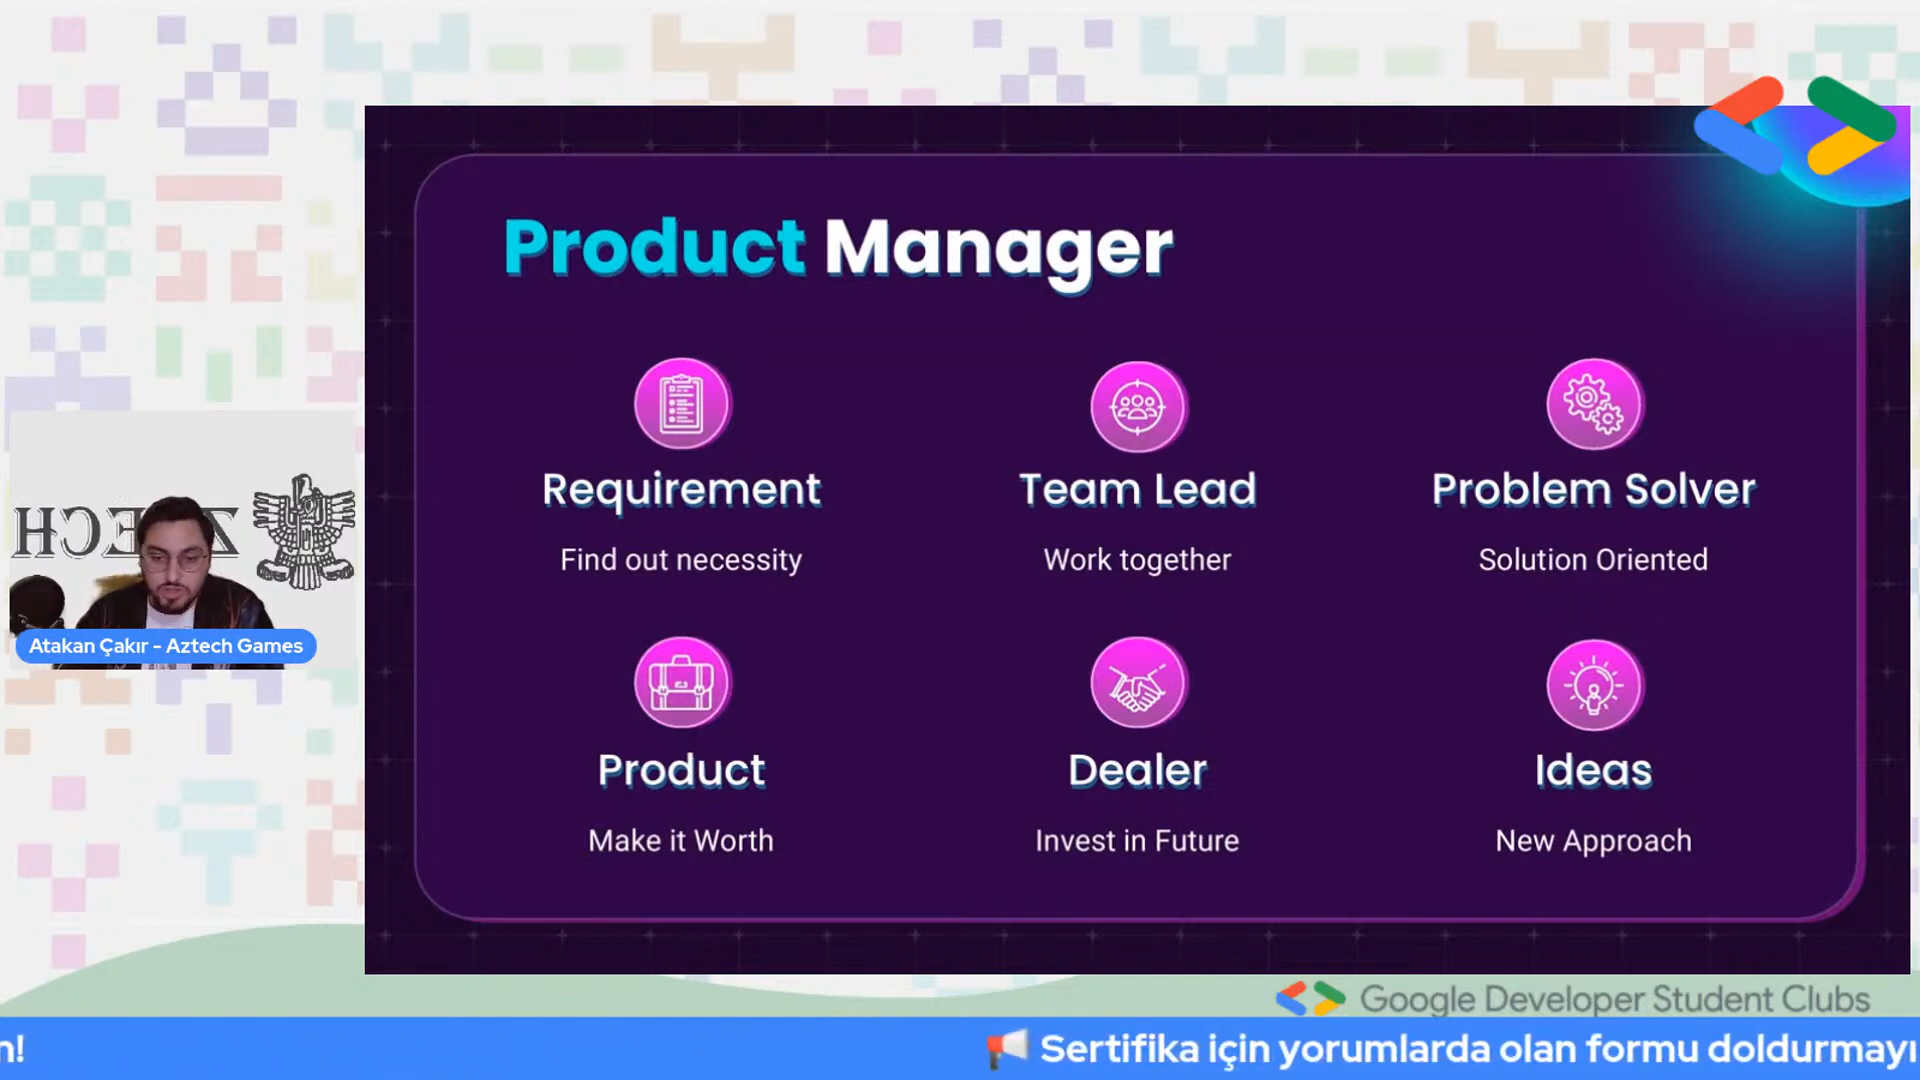 Product Manager
Requirement
Find out necessity
Team Lead
Work together
Problem Solver
Solution Oriented
Product
Make it Worth
Dealer
Invest in Future
Ideas
New Approach
Atakan Çakır - Aztech Games
Google Developer Student Clubs
n!
Sertifika için yorumlarda olan formu doldurmayı